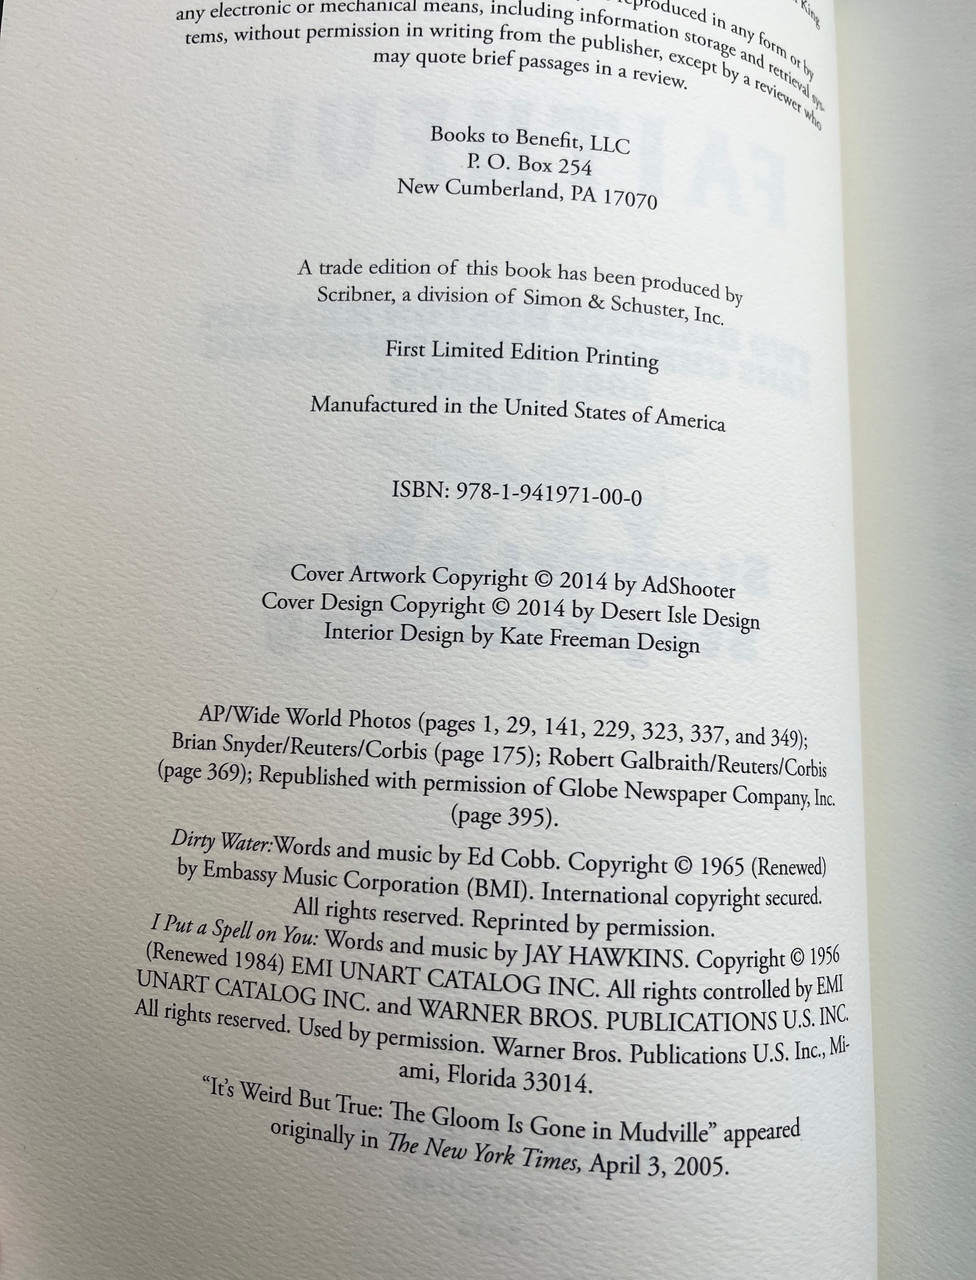 King
produced in any form or by
any electronic or mechanical means, including information storage and retrieval sys-
tems, without permission in writing from the publisher, except by a reviewer who
may quote brief passages in a review.
Books to Benefit, LLC
P. O. Box 254
New Cumberland, PA 17070
A trade edition of this book has been produced by
Scribner, a division of Simon & Schuster, Inc.
First Limited Edition Printing
Manufactured in the United States of America
ISBN: 978-1-941971-00-0
Cover Artwork Copyright © 2014 by AdShooter
Cover Design Copyright © 2014 by Desert Isle Design
Interior Design by Kate Freeman Design
AP/Wide World Photos (pages 1, 29, 141, 229, 323, 337, and 349);
Brian Snyder/Reuters/Corbis (page 175); Robert Galbraith/Reuters/Corbis
(page 369); Republished with permission of Globe Newspaper Company, Inc.
(page 395).
Dirty Water:Words and music by Ed Cobb. Copyright © 1965 (Renewed)
by Embassy Music Corporation (BMI). International copyright secured.
All rights reserved. Reprinted by permission.
I Put a Spell on You: Words and music by JAY HAWKINS. Copyright © 1956
(Renewed 1984) EMI UNART CATALOG INC. All rights controlled by EMI
UNART CATALOG INC. and WARNER BROS. PUBLICATIONS U.S. INC.
All rights reserved. Used by permission. Warner Bros. Publications U.S. Inc., Mi-
ami, Florida 33014.
“It’s Weird But True: The Gloom Is Gone in Mudville” appeared
originally in The New York Times, April 3, 2005.